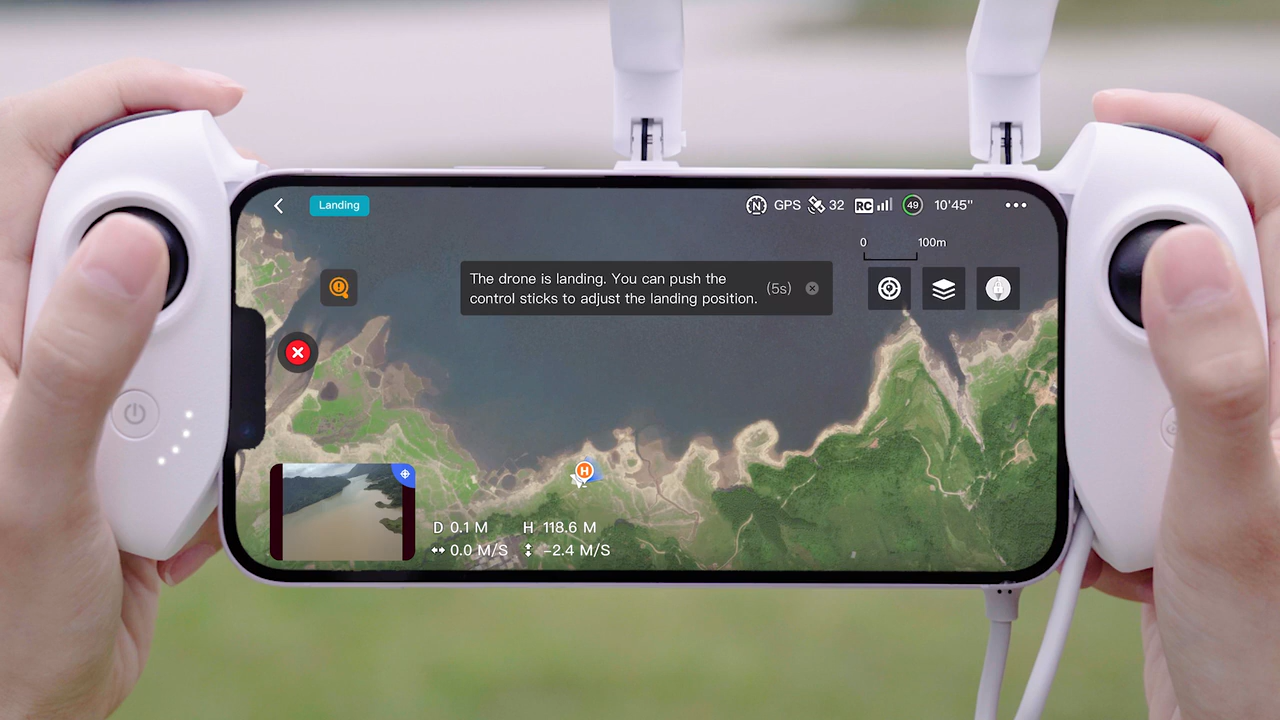 Landing
N GPS 32 RC 49 10'45"
0 100m
The drone is landing. You can push the
control sticks to adjust the landing position. (5s)
H
D 0.1 M H 118.6 M
0.0 M/S −2.4 M/S